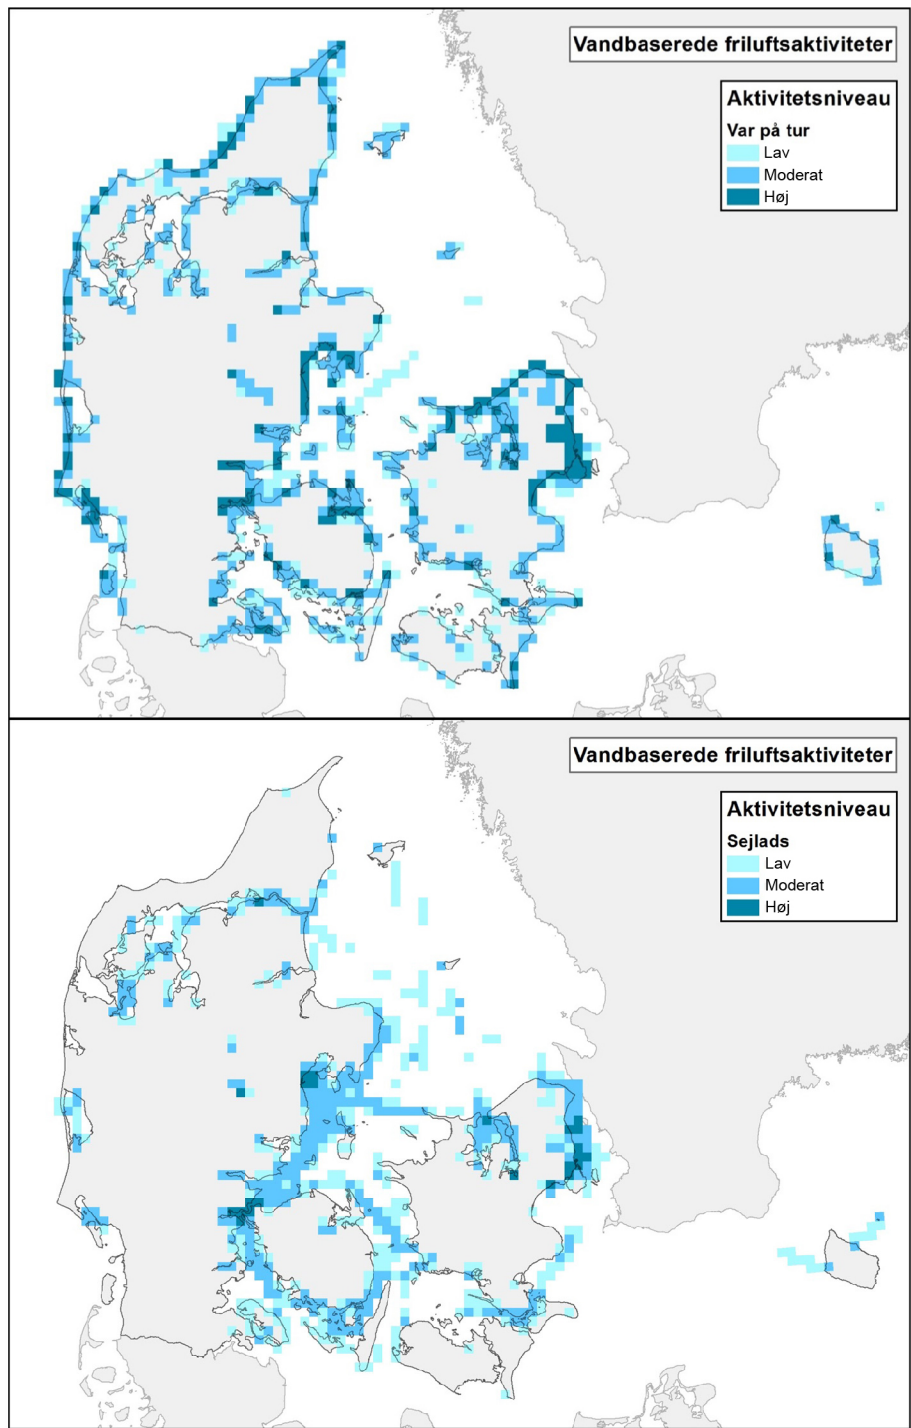 Vandbaserede friluftsaktiviteter
Aktivitetsniveau
Var på tur
Lav
Moderat
Høj
Vandbaserede friluftsaktiviteter
Aktivitetsniveau
Sejlads
Lav
Moderat
Høj